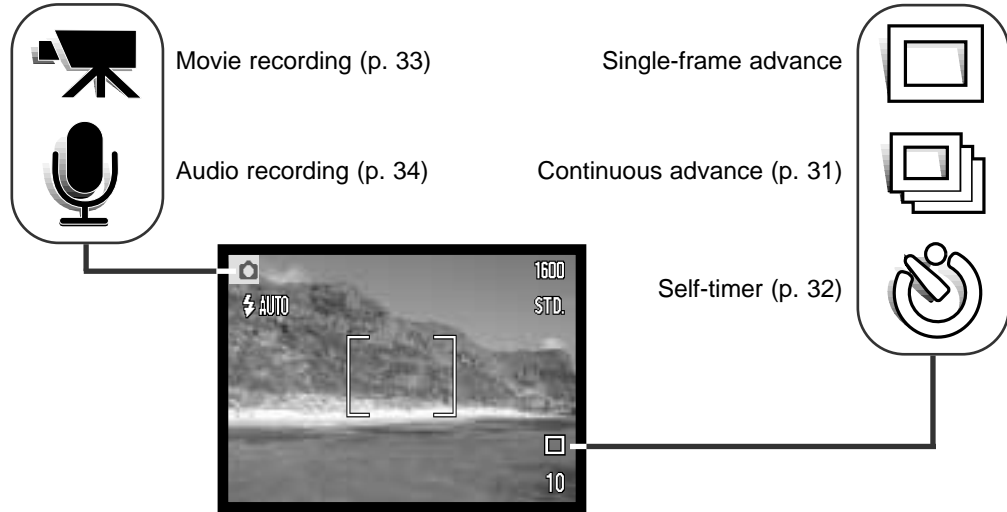 Movie recording (p. 33)
Single-frame advance
Audio recording (p. 34)
Continuous advance (p. 31)
Self-timer (p. 32)
1600
AUTO
STD.
10